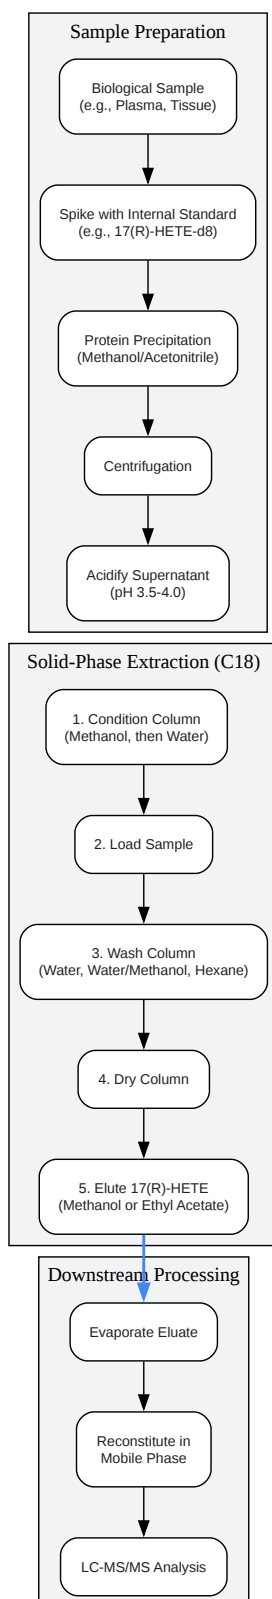 Sample Preparation
Biological Sample
(e.g., Plasma, Tissue)
Spike with Internal Standard
(e.g., 17(R)-HETE-d8)
Protein Precipitation
(Methanol/Acetonitrile)
Centrifugation
Acidify Supernatant
(pH 3.5-4.0)
Solid-Phase Extraction (C18)
1. Condition Column
(Methanol, then Water)
2. Load Sample
3. Wash Column
(Water, Water/Methanol, Hexane)
4. Dry Column
5. Elute 17(R)-HETE
(Methanol or Ethyl Acetate)
Downstream Processing
Evaporate Eluate
Reconstitute in
Mobile Phase
LC-MS/MS Analysis